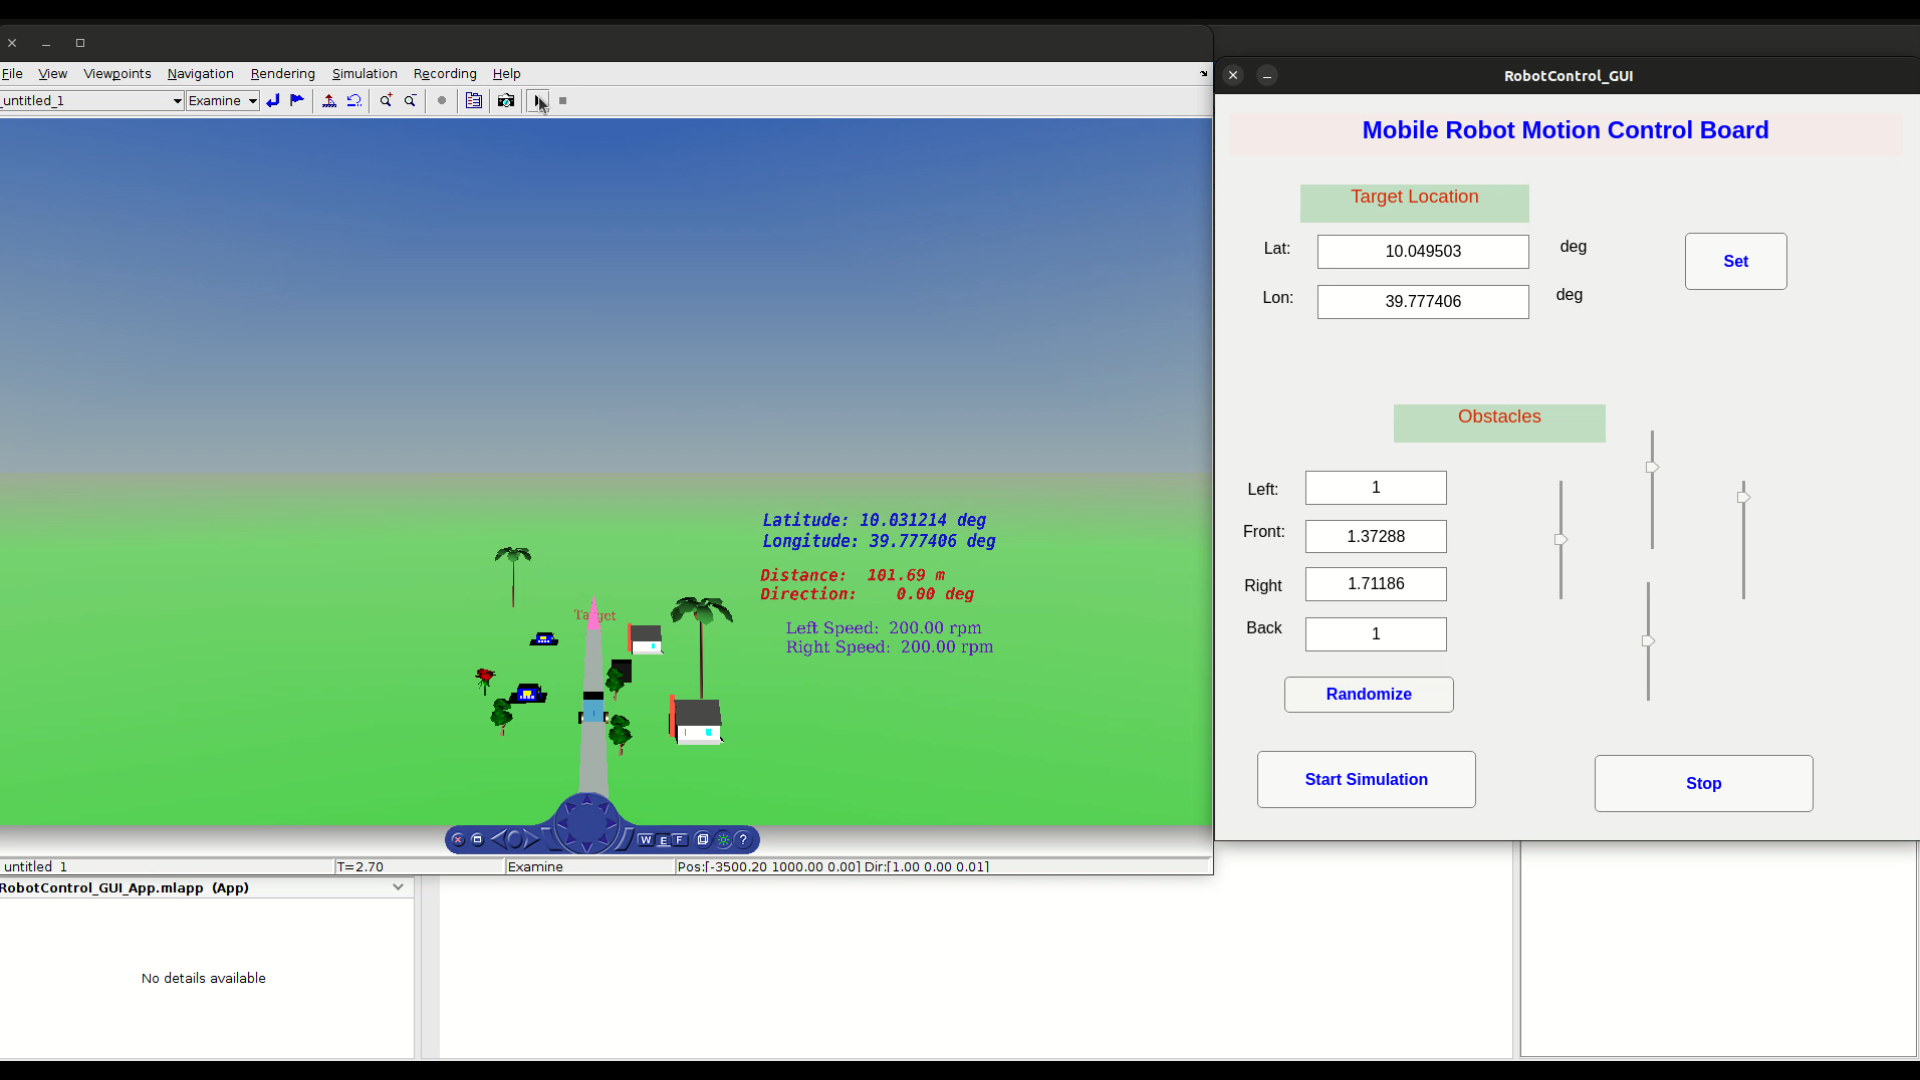 File View Viewpoints Navigation Rendering Simulation Recording Help
untitled_1 Examine
Latitude: 10.031214 deg
Longitude: 39.777406 deg
Distance: 101.69 m
Direction: 0.00 deg
Target
Left Speed: 200.00 rpm
Right Speed: 200.00 rpm
W E F ?
untitled 1 T=2.70 Examine Pos:[-3500.20 1000.00 0.00] Dir:[1.00 0.00 0.01]
RobotControl_GUI_App.mlapp (App)
No details available
RobotControl_GUI
Mobile Robot Motion Control Board
Target Location
Lat: 10.049503 deg
Set
Lon: 39.777406 deg
Obstacles
Left: 1
Front: 1.37288
Right 1.71186
Back 1
Randomize
Start Simulation Stop